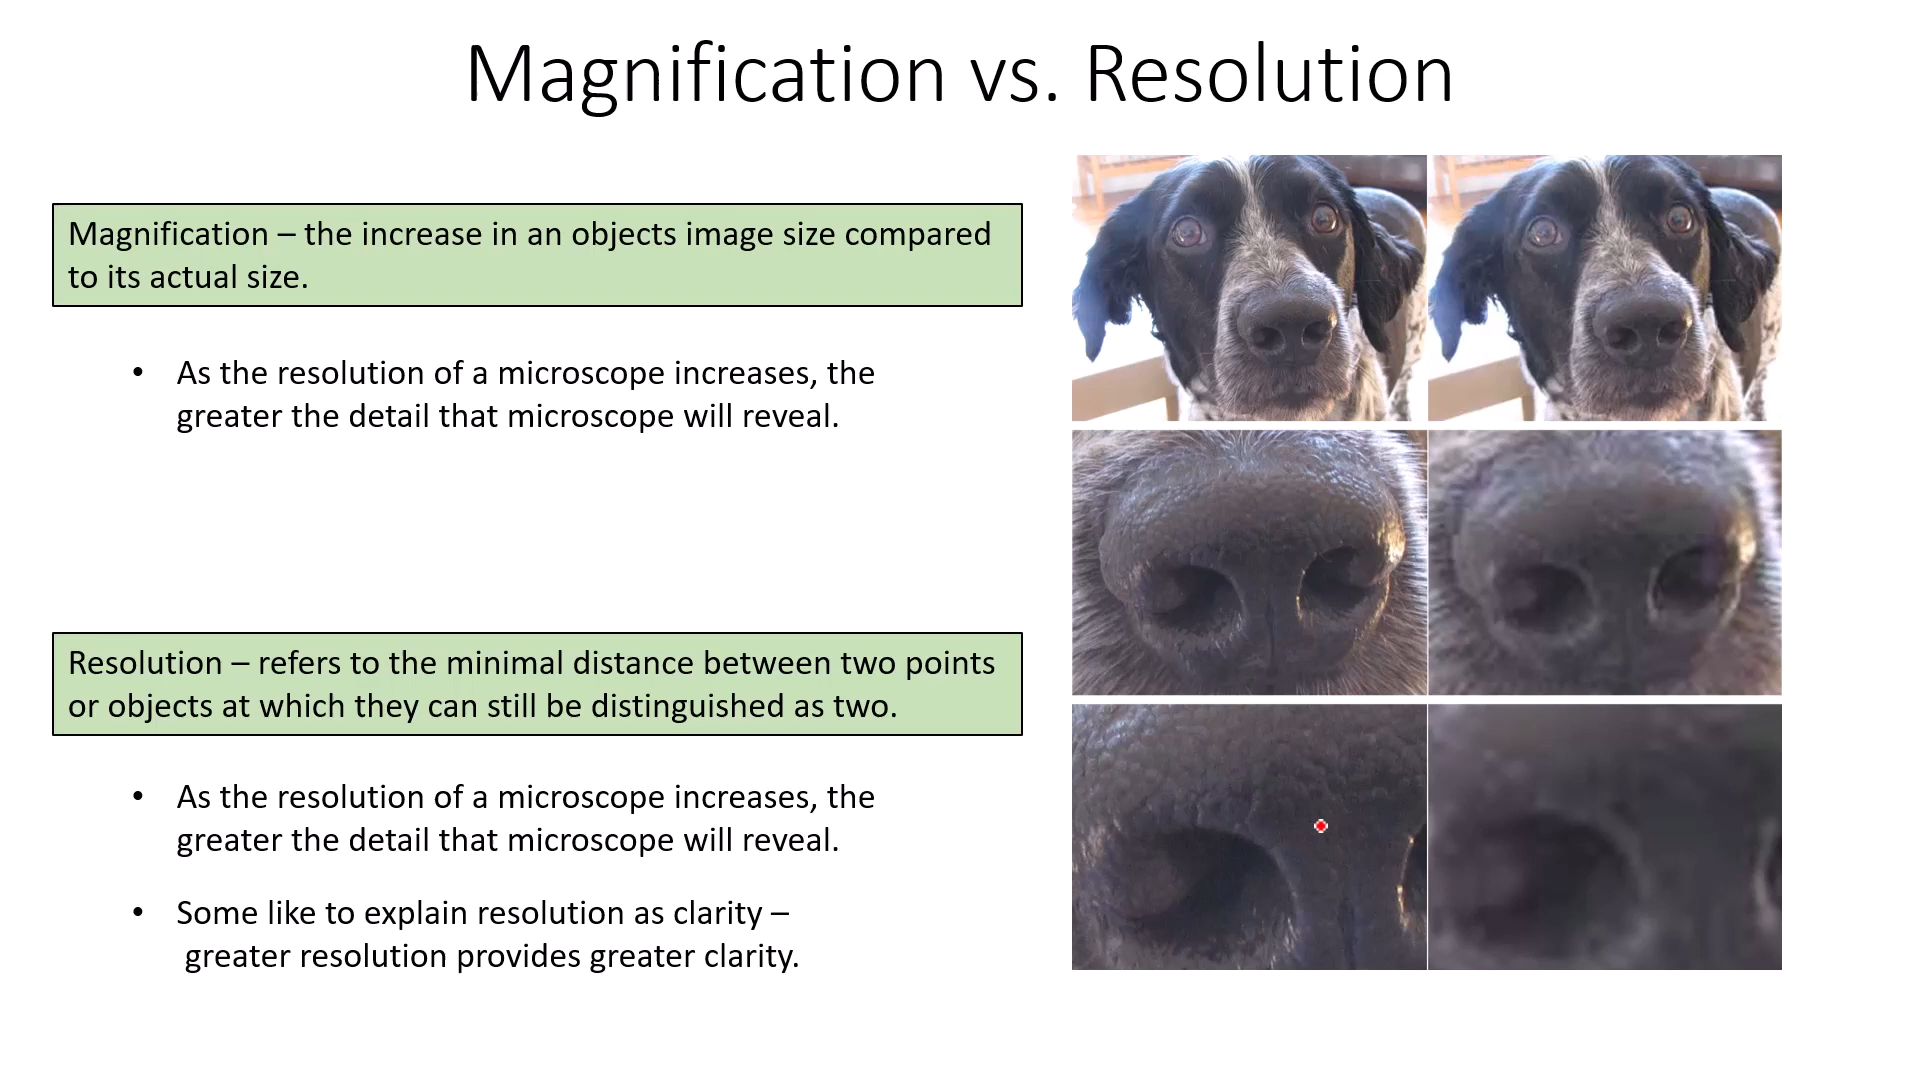 Magnification vs. Resolution
Magnification – the increase in an objects image size compared
to its actual size.
• As the resolution of a microscope increases, the
greater the detail that microscope will reveal.
Resolution – refers to the minimal distance between two points
or objects at which they can still be distinguished as two.
• As the resolution of a microscope increases, the
greater the detail that microscope will reveal.
• Some like to explain resolution as clarity –
greater resolution provides greater clarity.